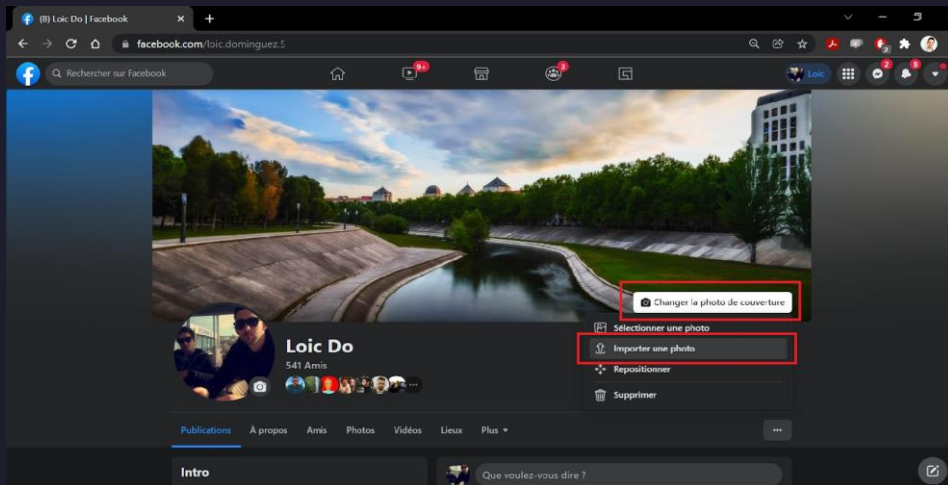 (8) Loic Do | Facebook
facebook.com/loic.dominguez.5
Rechercher sur Facebook
9+
3
Loic
2
8
Changer la photo de couverture
Sélectionner une photo
Importer une photo
Repositionner
Supprimer
Loic Do
541 Amis
Publications À propos Amis Photos Vidéos Lieux Plus
Intro
Que voulez-vous dire ?